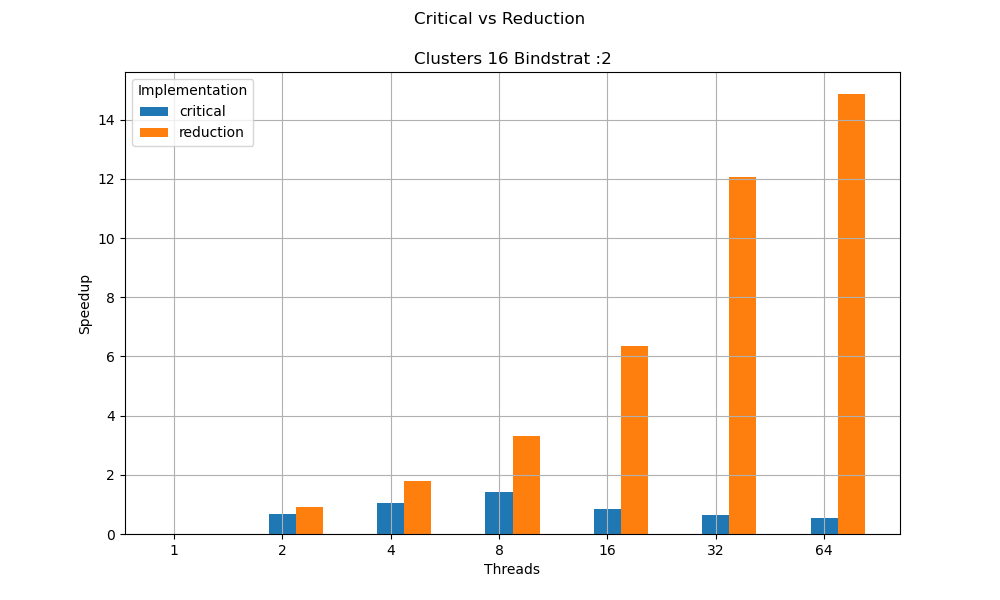 Critical vs Reduction
Clusters 16 Bindstrat :2
Implementation
critical
reduction
14
12
10
8
6
4
2
0
Speedup
1 2 4 8 16 32 64
Threads